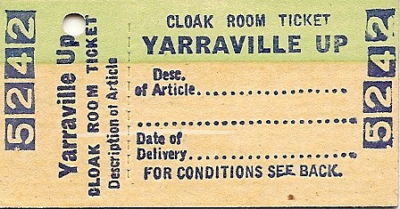 5242
Yarraville Up
CLOAK ROOM TICKET
Description of Article
CLOAK ROOM TICKET
YARRAVILLE UP
Desc.
of Article....................
..............................
Date of
Delivery.....................
FOR CONDITIONS SEE BACK.
5242